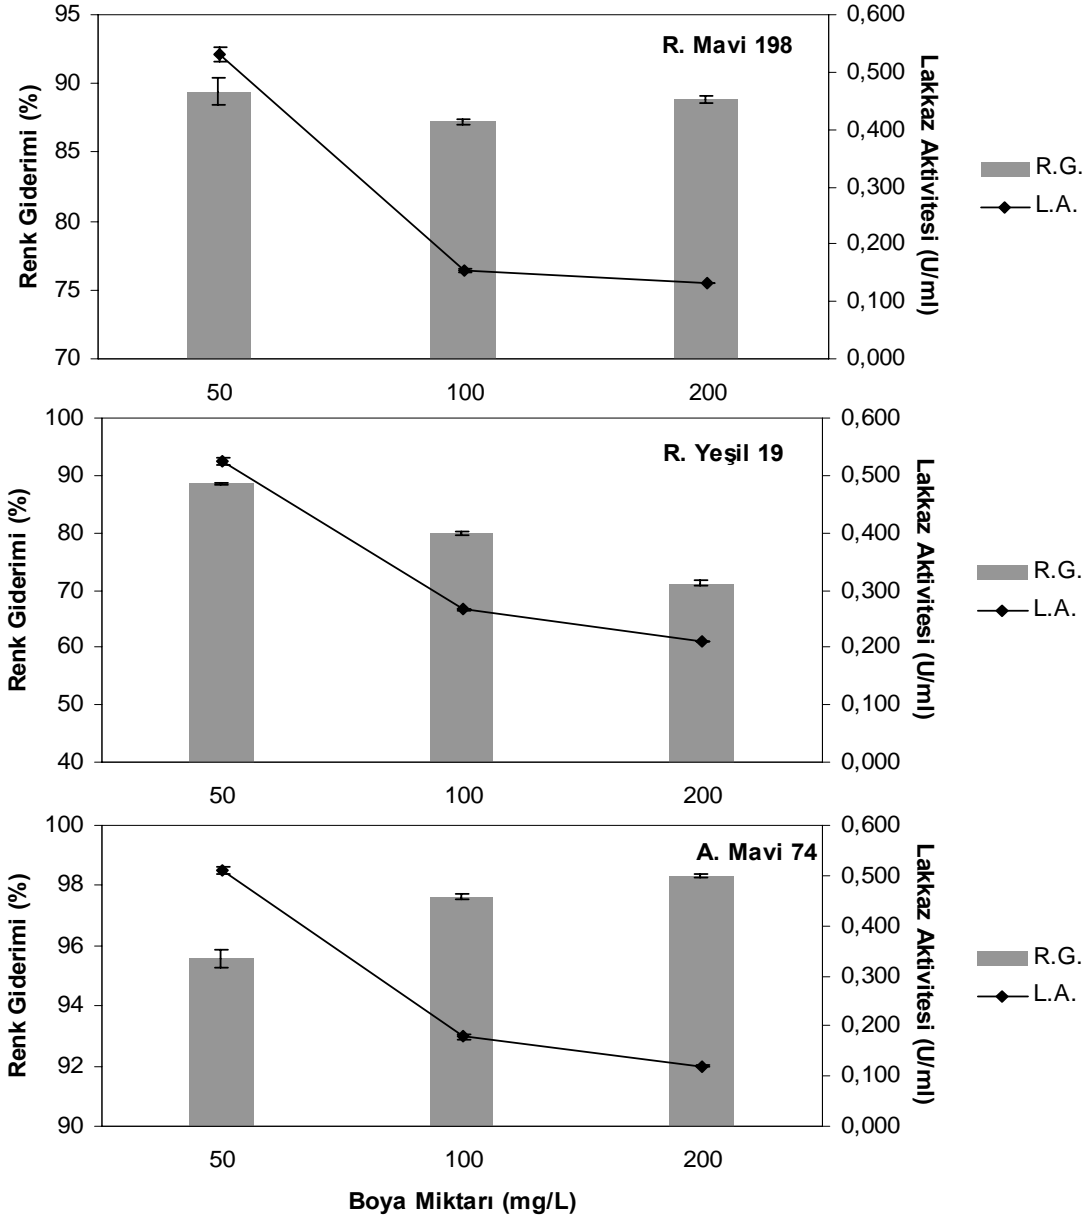 R. Mavi 198
Renk Giderimi (%)
95
90
85
80
75
70
0,600
0,500
0,400
0,300
0,200
0,100
0,000
Lakkaz Aktivitesi (U/ml)
50 100 200
R.G.
L.A.
R. Yeşil 19
Renk Giderimi (%)
100
90
80
70
60
50
40
0,600
0,500
0,400
0,300
0,200
0,100
0,000
Lakkaz Aktivitesi (U/ml)
50 100 200
R.G.
L.A.
A. Mavi 74
Renk Giderimi (%)
100
98
96
94
92
90
0,600
0,500
0,400
0,300
0,200
0,100
0,000
Lakkaz Aktivitesi (U/ml)
50 100 200
R.G.
L.A.
Boya Miktarı (mg/L)